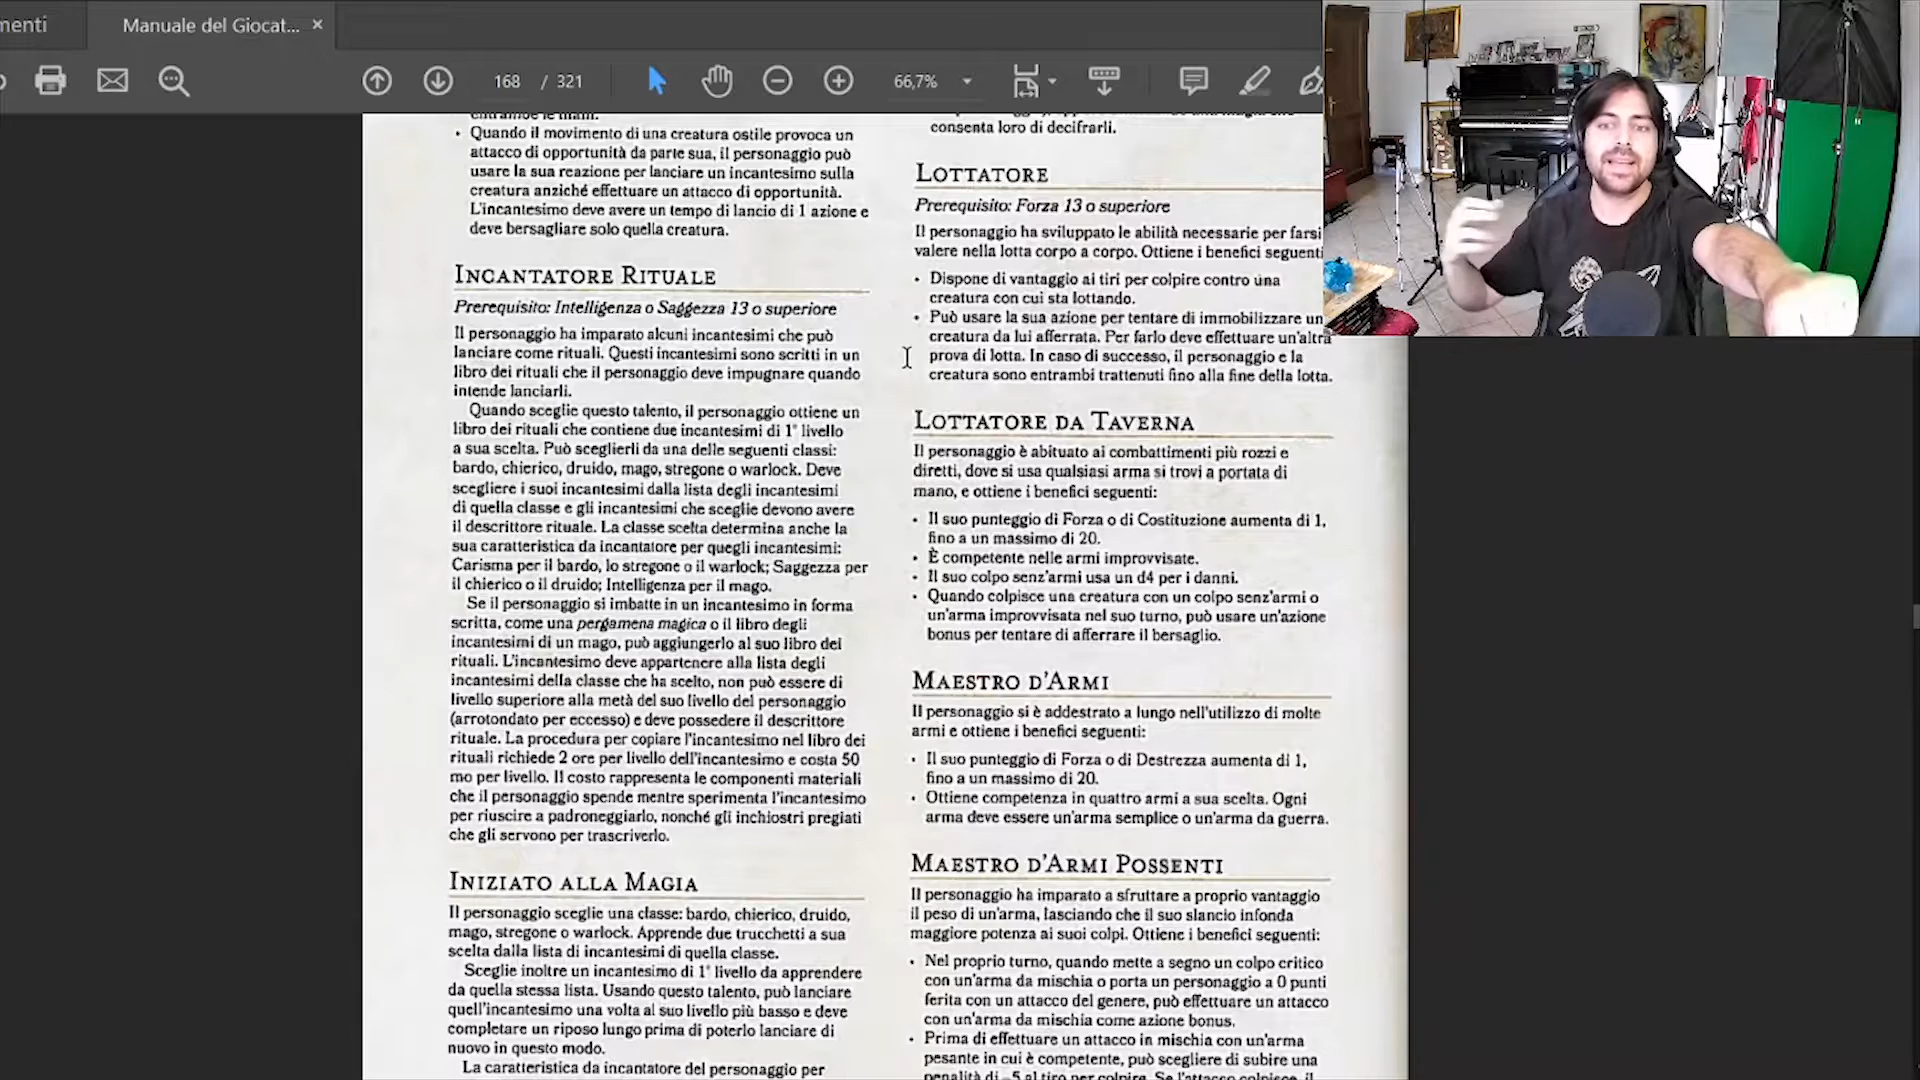 menti
Manuale del Giocat... ×
168 / 321
66,7%
entrambe le mani.
• Quando il movimento di una creatura ostile provoca un
attacco di opportunità da parte sua, il personaggio può
usare la sua reazione per lanciare un incantesimo sulla
creatura anziché effettuare un attacco di opportunità.
L'incantesimo deve avere un tempo di lancio di 1 azione e
deve bersagliare solo quella creatura.
INCANTATORE RITUALE
Prerequisito: Intelligenza o Saggezza 13 o superiore
Il personaggio ha imparato alcuni incantesimi che può
lanciare come rituali. Questi incantesimi sono scritti in un
libro dei rituali che il personaggio deve impugnare quando
intende lanciarli.
Quando sceglie questo talento, il personaggio ottiene un
libro dei rituali che contiene due incantesimi di 1° livello
a sua scelta. Può sceglierli da una delle seguenti classi:
bardo, chierico, druido, mago, stregone o warlock. Deve
scegliere i suoi incantesimi dalla lista degli incantesimi
di quella classe e gli incantesimi che sceglie devono avere
il descrittore rituale. La classe scelta determina anche la
sua caratteristica da incantatore per quegli incantesimi:
Carisma per il bardo, lo stregone o il warlock; Saggezza per
il chierico o il druido; Intelligenza per il mago.
Se il personaggio si imbatte in un incantesimo in forma
scritta, come una pergamena magica o il libro degli
incantesimi di un mago, può aggiungerlo al suo libro dei
rituali. L'incantesimo deve appartenere alla lista degli
incantesimi della classe che ha scelto, non può essere di
livello superiore alla metà del suo livello del personaggio
(arrotondato per eccesso) e deve possedere il descrittore
rituale. La procedura per copiare l'incantesimo nel libro dei
rituali richiede 2 ore per livello dell'incantesimo e costa 50
mo per livello. Il costo rappresenta le componenti materiali
che il personaggio spende mentre sperimenta l'incantesimo
per riuscire a padroneggiarlo, nonché gli inchiostri pregiati
che gli servono per trascriverlo.
INIZIATO ALLA MAGIA
Il personaggio sceglie una classe: bardo, chierico, druido,
mago, stregone o warlock. Apprende due trucchetti a sua
scelta dalla lista di incantesimi di quella classe.
Sceglie inoltre un incantesimo di 1° livello da apprendere
da quella stessa lista. Usando questo talento, può lanciare
quell'incantesimo una volta al suo livello più basso e deve
completare un riposo lungo prima di poterlo lanciare di
nuovo in questo modo.
La caratteristica da incantatore del personaggio per
consenta loro di decifrarli.
LOTTATORE
Prerequisito: Forza 13 o superiore
Il personaggio ha sviluppato le abilità necessarie per farsi
valere nella lotta corpo a corpo. Ottiene i benefici seguenti
• Dispone di vantaggio ai tiri per colpire contro una
creatura con cui sta lottando.
• Può usare la sua azione per tentare di immobilizzare un
creatura da lui afferrata. Per farlo deve effettuare un'altra
prova di lotta. In caso di successo, il personaggio e la
creatura sono entrambi trattenuti fino alla fine della lotta.
LOTTATORE DA TAVERNA
Il personaggio è abituato ai combattimenti più rozzi e
diretti, dove si usa qualsiasi arma si trovi a portata di
mano, e ottiene i benefici seguenti:
• Il suo punteggio di Forza o di Costituzione aumenta di 1,
fino a un massimo di 20.
• È competente nelle armi improvvisate.
• Il suo colpo senz'armi usa un d4 per i danni.
• Quando colpisce una creatura con un colpo senz'armi o
un'arma improvvisata nel suo turno, può usare un'azione
bonus per tentare di afferrare il bersaglio.
MAESTRO D'ARMI
Il personaggio si è addestrato a lungo nell'utilizzo di molte
armi e ottiene i benefici seguenti:
• Il suo punteggio di Forza o di Destrezza aumenta di 1,
fino a un massimo di 20.
• Ottiene competenza in quattro armi a sua scelta. Ogni
arma deve essere un'arma semplice o un'arma da guerra.
MAESTRO D'ARMI POSSENTI
Il personaggio ha imparato a sfruttare a proprio vantaggio
il peso di un'arma, lasciando che il suo slancio infonda
maggiore potenza ai suoi colpi. Ottiene i benefici seguenti:
• Nel proprio turno, quando mette a segno un colpo critico
con un'arma da mischia o porta un personaggio a 0 punti
ferita con un attacco del genere, può effettuare un attacco
con un'arma da mischia come azione bonus.
• Prima di effettuare un attacco in mischia con un'arma
pesante in cui è competente, può scegliere di subire una
penalità di -5 al tiro per colpire. Se l'attacco colpisce, il